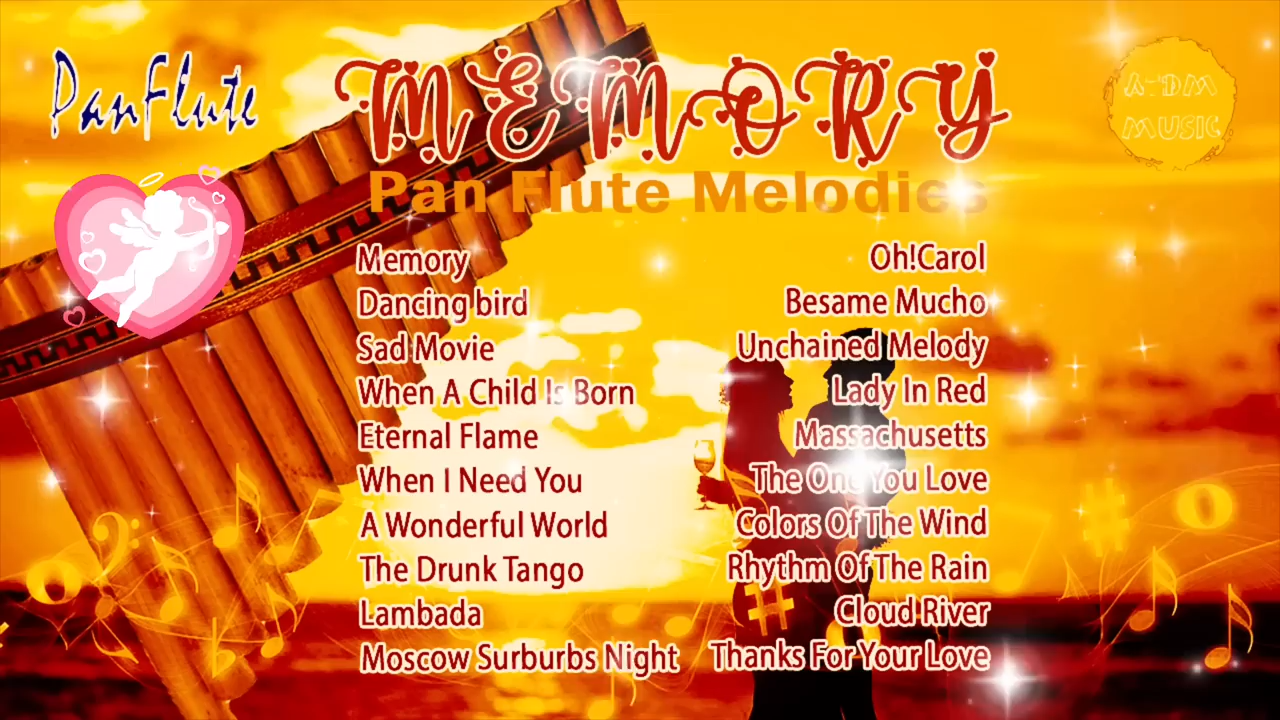 PanFlute
MEMORY
A-DM
MUSIC
Pan Flute Melodies
Memory
Dancing bird
Sad Movie
When A Child Is Born
Eternal Flame
When I Need You
A Wonderful World
The Drunk Tango
Lambada
Moscow Surburbs Night
Oh!Carol
Besame Mucho
Unchained Melody
Lady In Red
Massachusetts
The One You Love
Colors Of The Wind
Rhythm Of The Rain
Cloud River
Thanks For Your Love